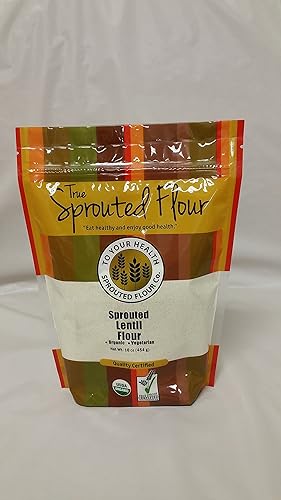 True
Sprouted Flour
"Eat healthy and enjoy good health."
TO YOUR HEALTH
SPROUTED FLOUR Co.
Sprouted
Lentil
Flour
• Organic • Vegetarian
Net Wt. 16 oz (454 g)
Quality Certified
USDA
ORGANIC